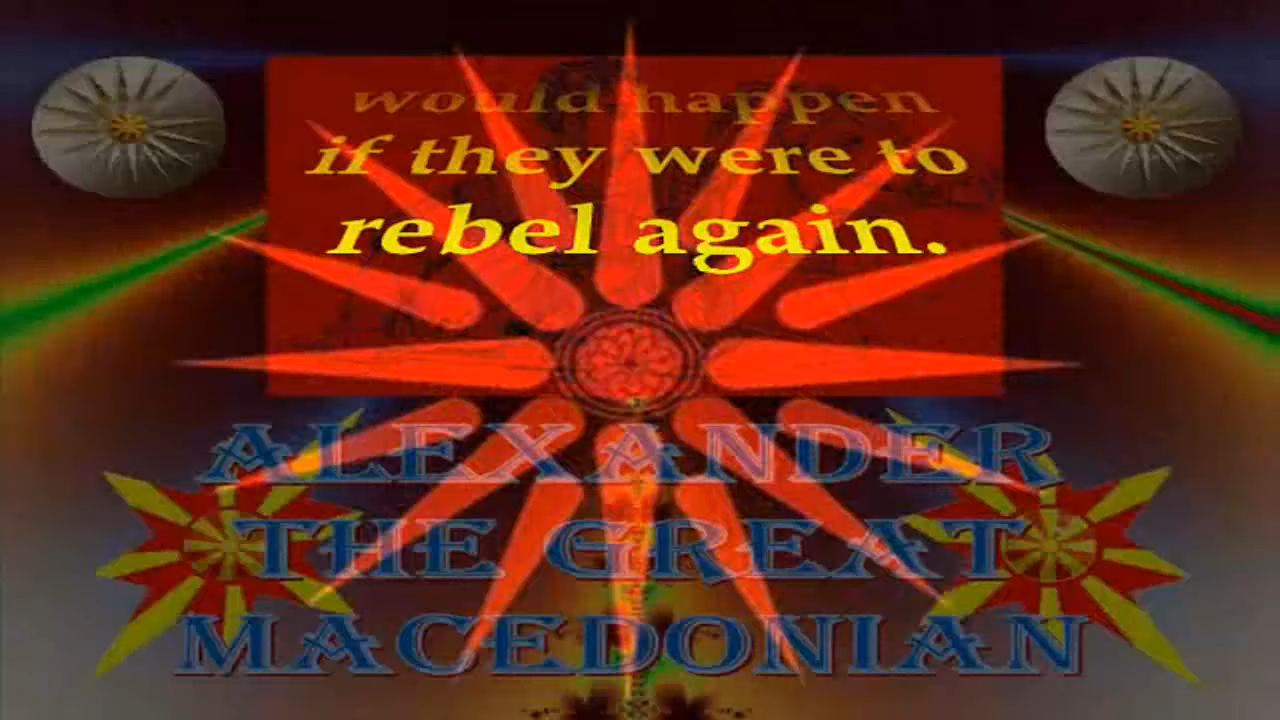 would happen
if they were to
rebel again.
ALEXANDER
THE GREAT
MACEDONIAN